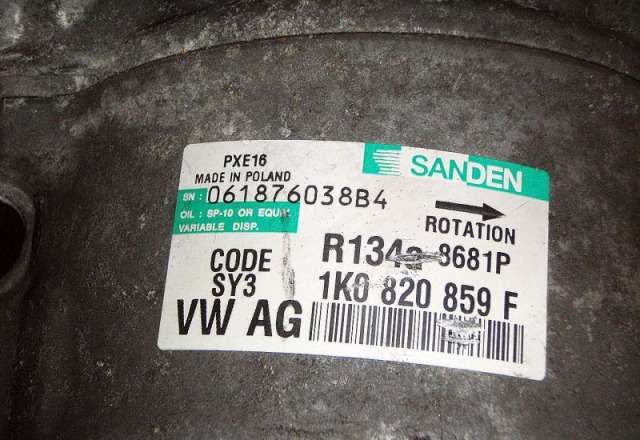 PXE16
MADE IN POLAND
SANDEN
SN: 061876038B4
OIL : SP-10 OR EQUIV.
VARIABLE DISP.
ROTATION
CODE
SY3
R134a 8681P
1K0 820 859 F
VW AG